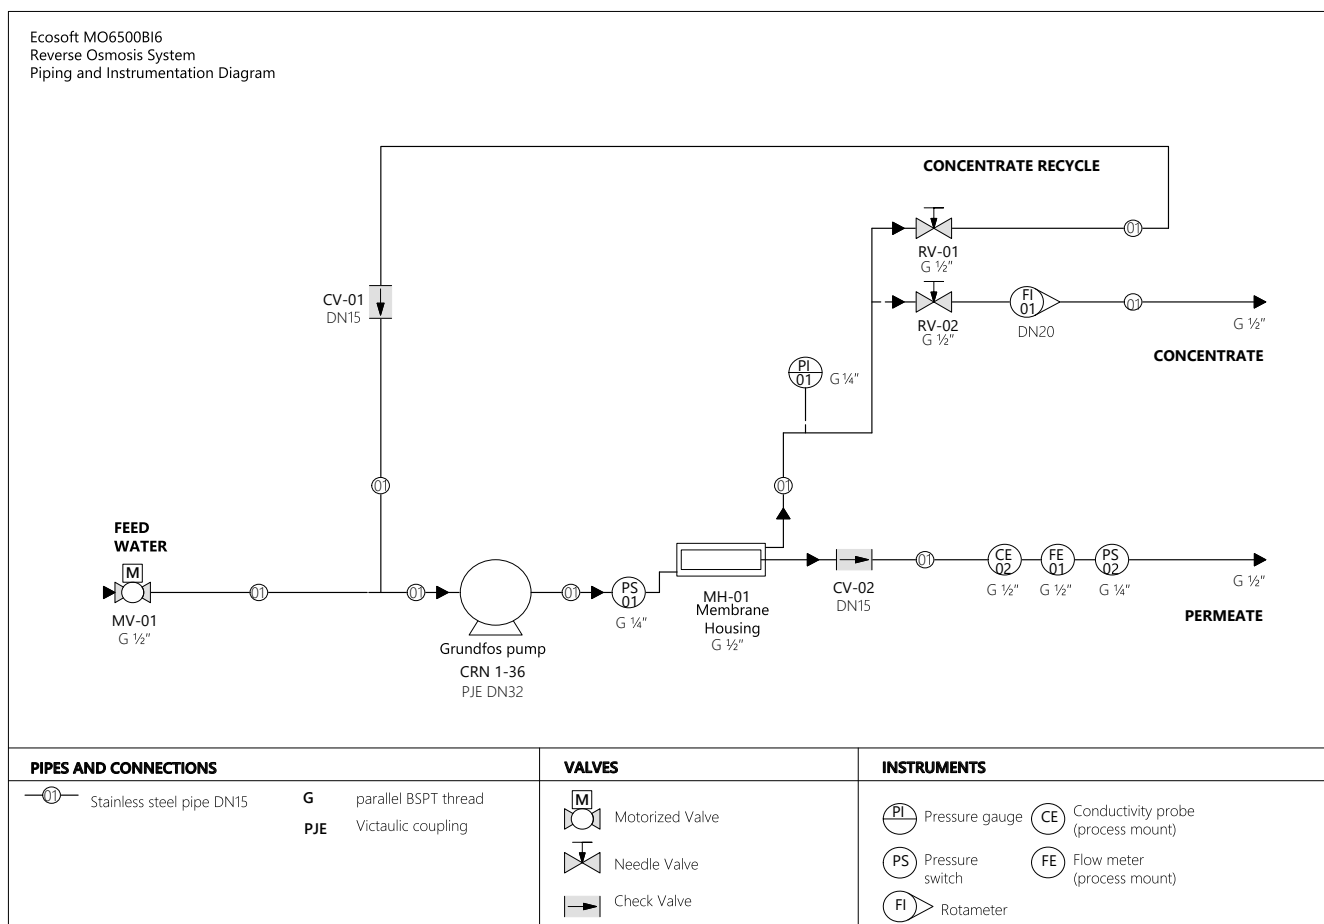 Ecosoft MO6500BI6
Reverse Osmosis System
Piping and Instrumentation Diagram
CONCENTRATE RECYCLE
01
RV-01
G ½"
CV-01
DN15
FI
01
01
RV-02
G ½"
DN20
G ½"
CONCENTRATE
PI
01
G ¼"
01
01
FEED
WATER
M
MV-01
G ½"
01
01
Grundfos pump
CRN 1-36
PJE DN32
01
PS
01
G ¼"
MH-01
Membrane
Housing
G ½"
CV-02
DN15
01
CE
02
G ½"
FE
01
G ½"
PS
02
G ¼"
G ½"
PERMEATE
PIPES AND CONNECTIONS
01
Stainless steel pipe DN15
G
parallel BSPT thread
PJE
Victaulic coupling
VALVES
M
Motorized Valve
Needle Valve
Check Valve
INSTRUMENTS
PI
Pressure gauge
CE
Conductivity probe
(process mount)
PS
Pressure
switch
FE
Flow meter
(process mount)
FI
Rotameter